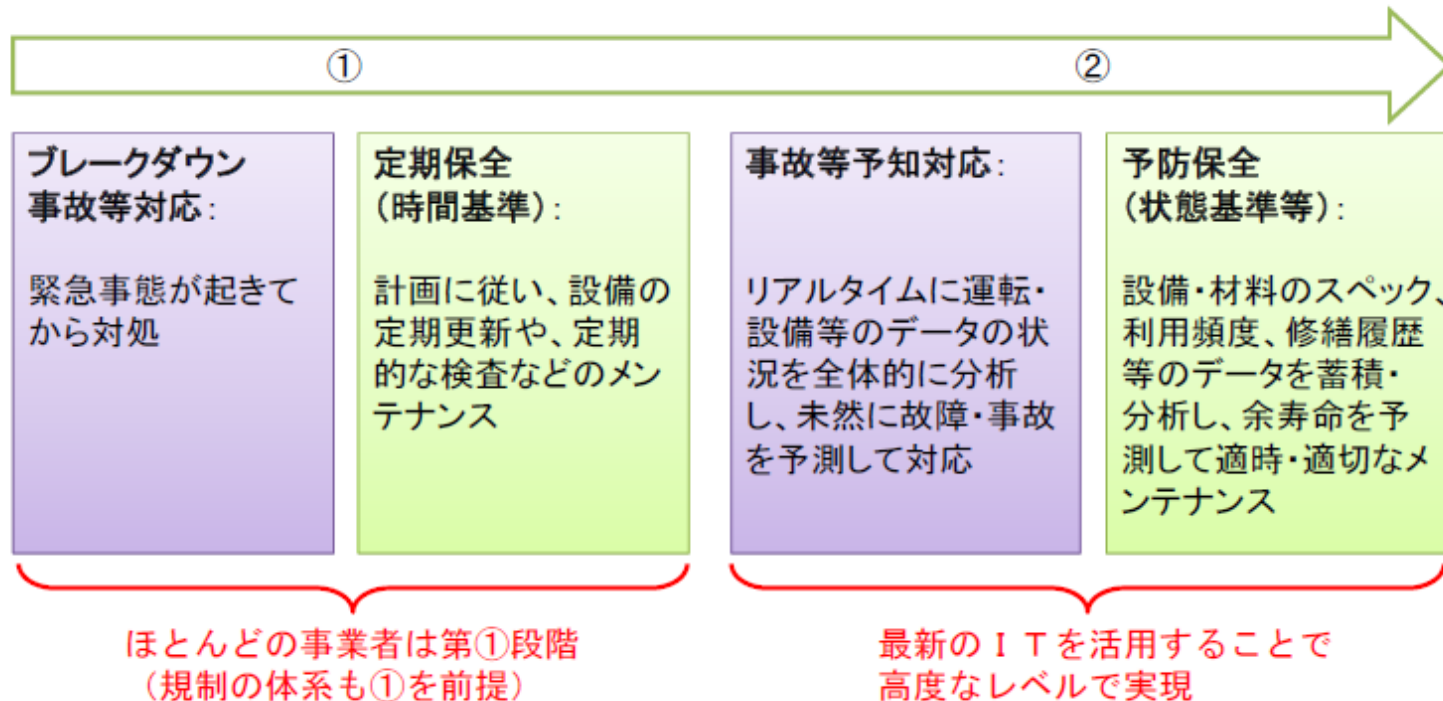 ①
②
ブレークダウン
事故等対応：
緊急事態が起きて
から対処
定期保全
（時間基準）：
計画に従い、設備の
定期更新や、定期
的な検査などのメン
テナンス
事故等予知対応：
リアルタイムに運転・
設備等のデータの状
況を全体的に分析
し、未然に故障・事故
を予測して対応
予防保全
（状態基準等）：
設備・材料のスペック、
利用頻度、修繕履歴
等のデータを蓄積・
分析し、余寿命を予
測して適時・適切なメ
ンテナンス
ほとんどの事業者は第①段階
（規制の体系も①を前提）
最新のＩＴを活用することで
高度なレベルで実現